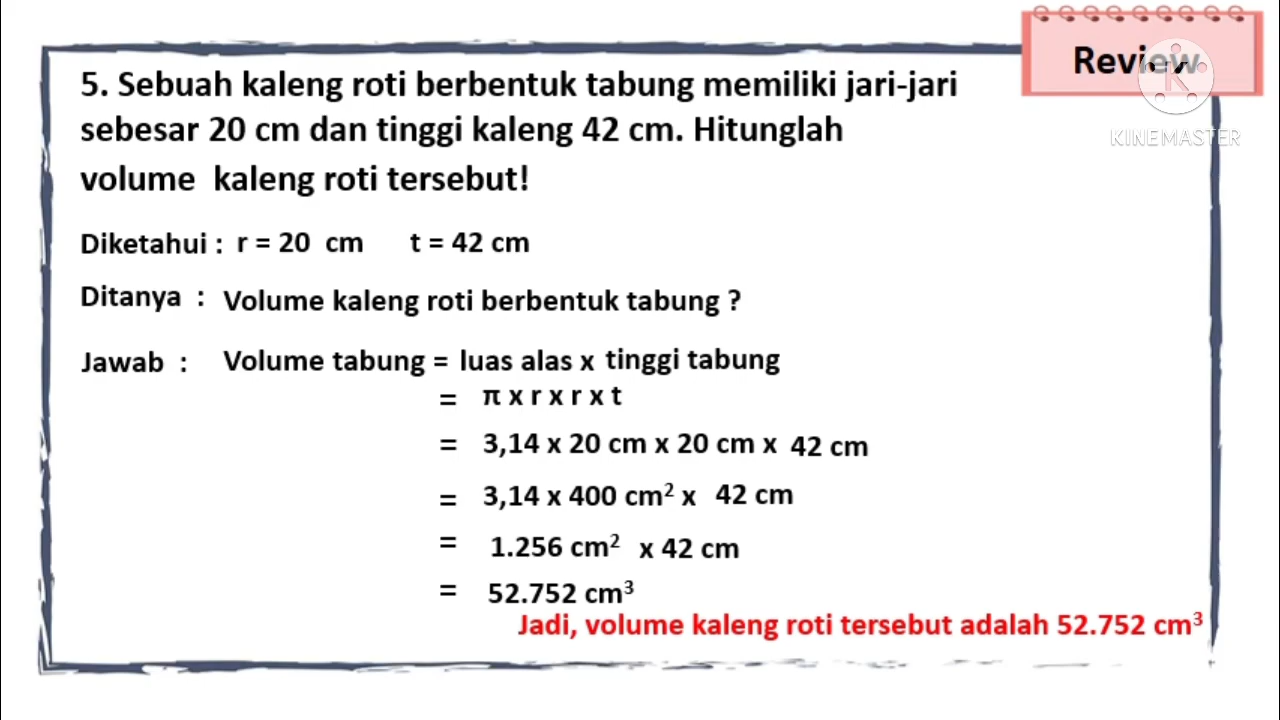 Review
KINEMASTER
5. Sebuah kaleng roti berbentuk tabung memiliki jari-jari
sebesar 20 cm dan tinggi kaleng 42 cm. Hitunglah
volume kaleng roti tersebut!
Diketahui : r = 20 cm t = 42 cm
Ditanya : Volume kaleng roti berbentuk tabung ?
Jawab : Volume tabung = luas alas x tinggi tabung
= π x r x r x t
= 3,14 x 20 cm x 20 cm x 42 cm
= 3,14 x 400 cm² x 42 cm
= 1.256 cm² x 42 cm
= 52.752 cm³
Jadi, volume kaleng roti tersebut adalah 52.752 cm³